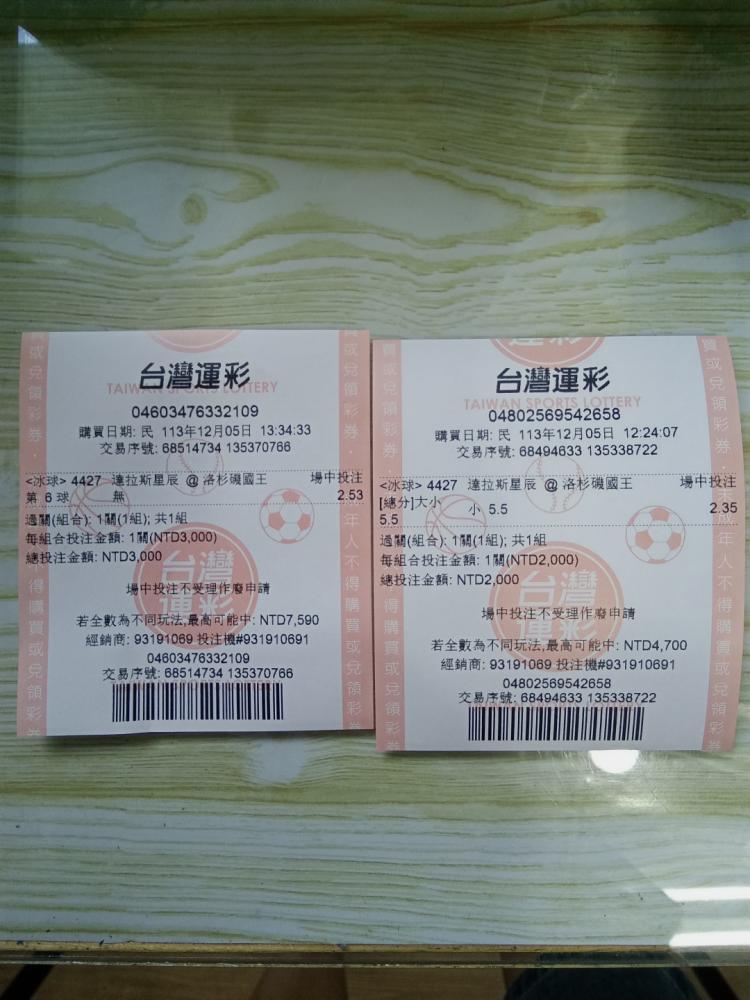 台灣運彩
TAIWAN SPORTS LOTTERY
04603476332109
購買日期: 民 113年12月05日 13:34:33
交易序號: 68514734 135370766
<冰球> 4427 達拉斯星辰 @ 洛杉磯國王 場中投注
第 6 球 無 2.53
過關(組合): 1關(1組); 共1組
每組合投注金額: 1關(NTD3,000)
總投注金額: NTD3,000
場中投注不受理作廢申請
若全數為不同玩法,最高可能中: NTD7,590
經銷商: 93191069 投注機#931910691
04603476332109
交易序號: 68514734 135370766
台灣運彩
TAIWAN SPORTS LOTTERY
04802569542658
購買日期: 民 113年12月05日 12:24:07
交易序號: 68494633 135338722
<冰球> 4427 達拉斯星辰 @ 洛杉磯國王 場中投注
[總分]大小 小 5.5 2.35
5.5
過關(組合): 1關(1組); 共1組
每組合投注金額: 1關(NTD2,000)
總投注金額: NTD2,000
場中投注不受理作廢申請
若全數為不同玩法,最高可能中: NTD4,700
經銷商: 93191069 投注機#931910691
04802569542658
交易序號: 68494633 135338722